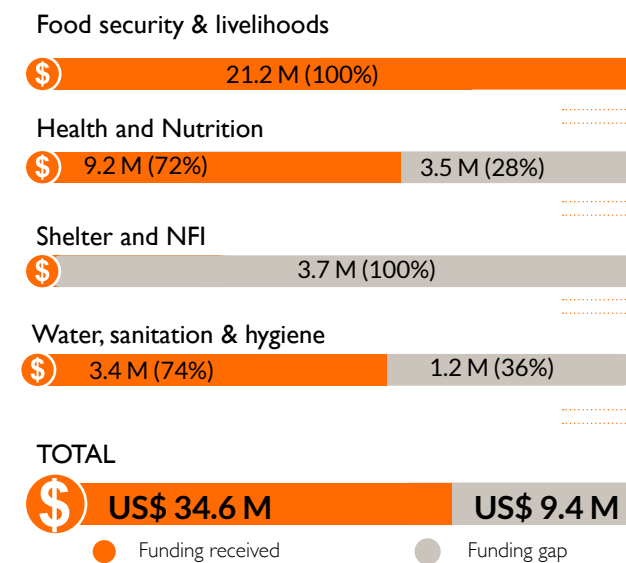 Food security & livelihoods
$ 21.2 M (100%)
Health and Nutrition
$ 9.2 M (72%) 3.5 M (28%)
Shelter and NFI
$ 3.7 M (100%)
Water, sanitation & hygiene
$ 3.4 M (74%) 1.2 M (36%)
TOTAL
$ US$ 34.6 M US$ 9.4 M
Funding received Funding gap